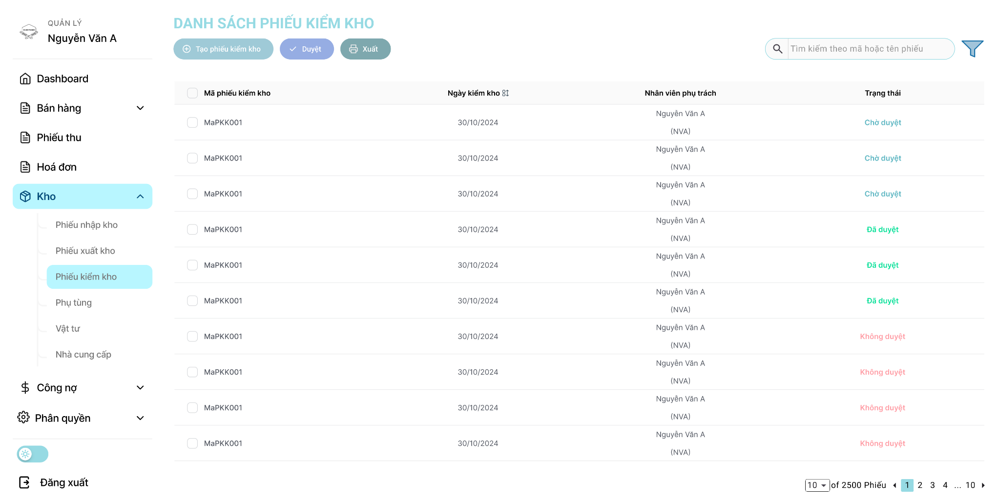 QUẢN LÝ
Nguyễn Văn A
Dashboard
Bán hàng
Phiếu thu
Hoá đơn
Kho
Phiếu nhập kho
Phiếu xuất kho
Phiếu kiểm kho
Phụ tùng
Vật tư
Nhà cung cấp
Công nợ
Phân quyền
Đăng xuất
DANH SÁCH PHIẾU KIỂM KHO
Tạo phiếu kiểm kho Duyệt Xuất
Tìm kiếm theo mã hoặc tên phiếu
Mã phiếu kiểm kho Ngày kiểm kho Nhân viên phụ trách Trạng thái
MaPKK001 30/10/2024 Nguyễn Văn A (NVA) Chờ duyệt
MaPKK001 30/10/2024 Nguyễn Văn A (NVA) Chờ duyệt
MaPKK001 30/10/2024 Nguyễn Văn A (NVA) Chờ duyệt
MaPKK001 30/10/2024 Nguyễn Văn A (NVA) Đã duyệt
MaPKK001 30/10/2024 Nguyễn Văn A (NVA) Đã duyệt
MaPKK001 30/10/2024 Nguyễn Văn A (NVA) Đã duyệt
MaPKK001 30/10/2024 Nguyễn Văn A (NVA) Không duyệt
MaPKK001 30/10/2024 Nguyễn Văn A (NVA) Không duyệt
MaPKK001 30/10/2024 Nguyễn Văn A (NVA) Không duyệt
MaPKK001 30/10/2024 Nguyễn Văn A (NVA) Không duyệt
10 of 2500 Phiếu 1 2 3 4 ... 10